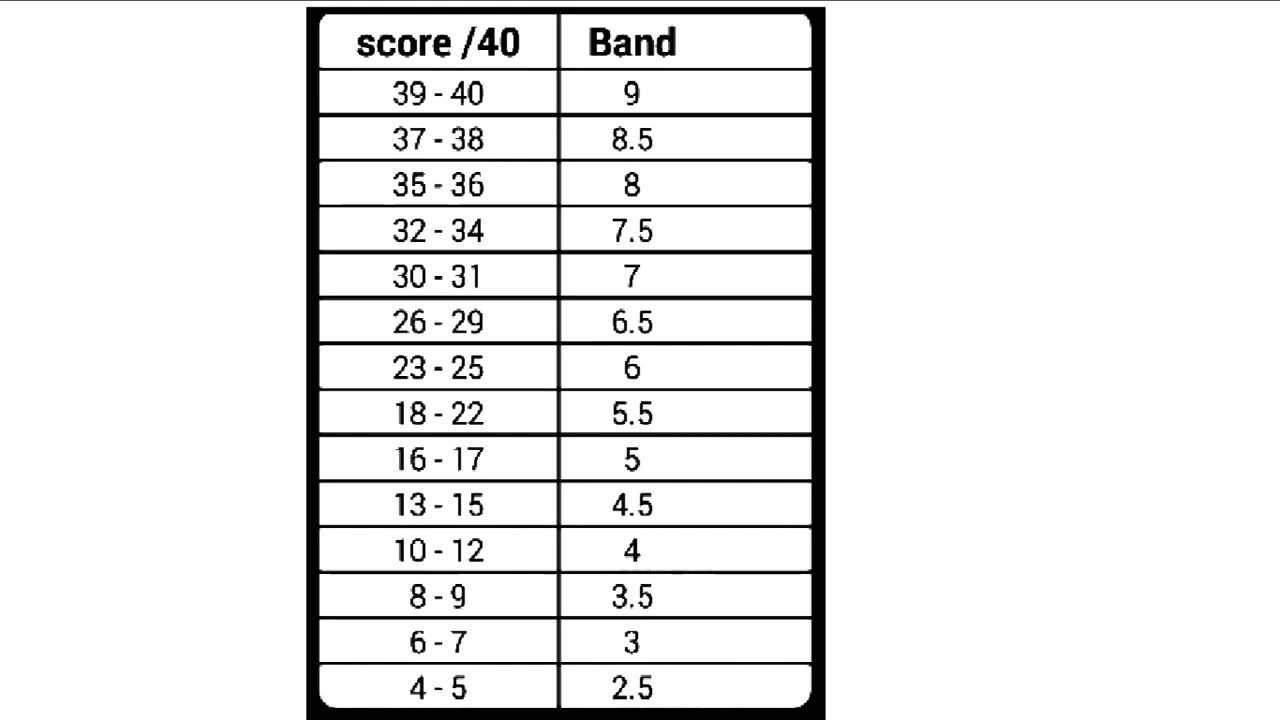 score /40 Band
39 - 40 9
37 - 38 8.5
35 - 36 8
32 - 34 7.5
30 - 31 7
26 - 29 6.5
23 - 25 6
18 - 22 5.5
16 - 17 5
13 - 15 4.5
10 - 12 4
8 - 9 3.5
6 - 7 3
4 - 5 2.5